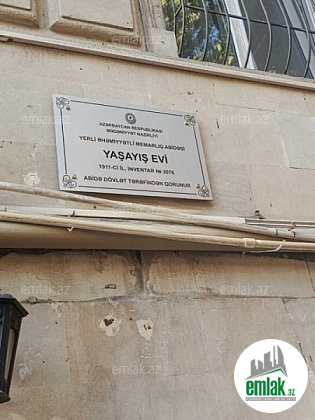 AZƏRBAYCAN RESPUBLİKASI
MƏDƏNİYYƏT NAZİRLİYİ
YERLİ ƏHƏMİYYƏTLİ MEMARLIQ ABİDƏSİ
YAŞAYIŞ EVİ
1911-Cİ İL, İNVENTAR № 3076
ABİDƏ DÖVLƏT TƏRƏFİNDƏN QORUNUR
emlak.az